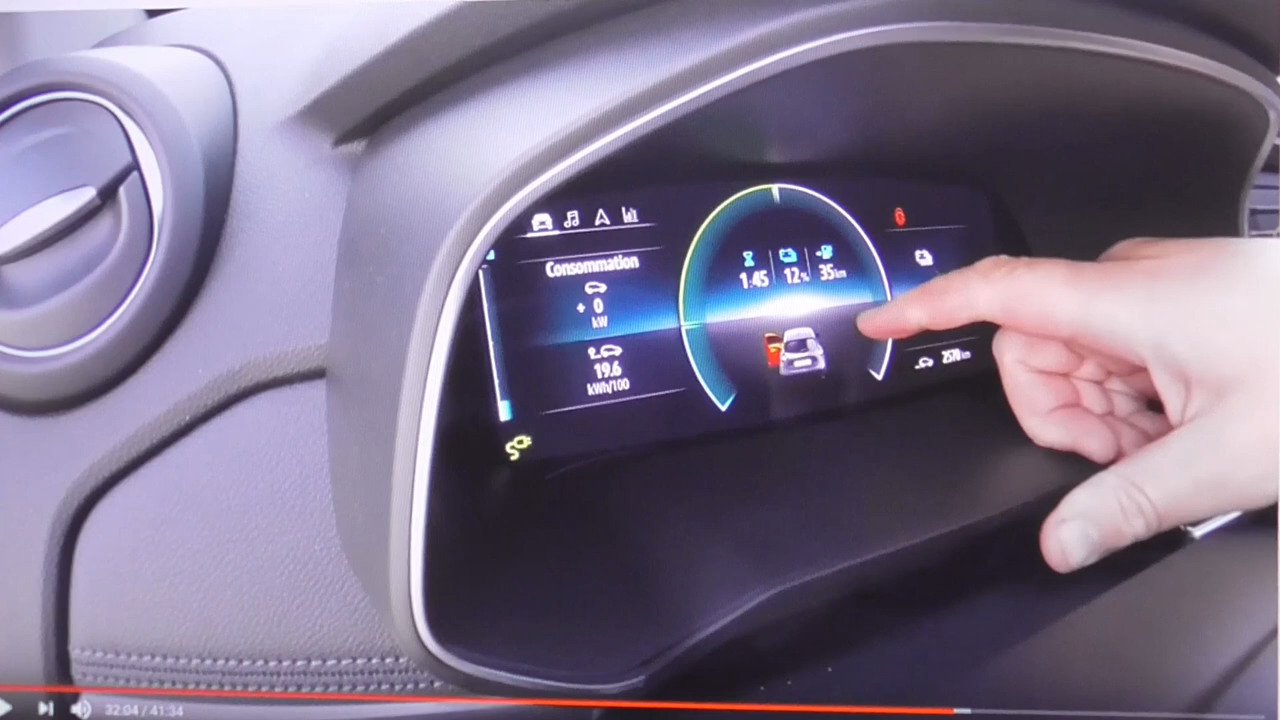 Consommation
+ 0
kW
19.6
kWh/100
1:45 12% 35km
2570 km
32:04 / 41:34